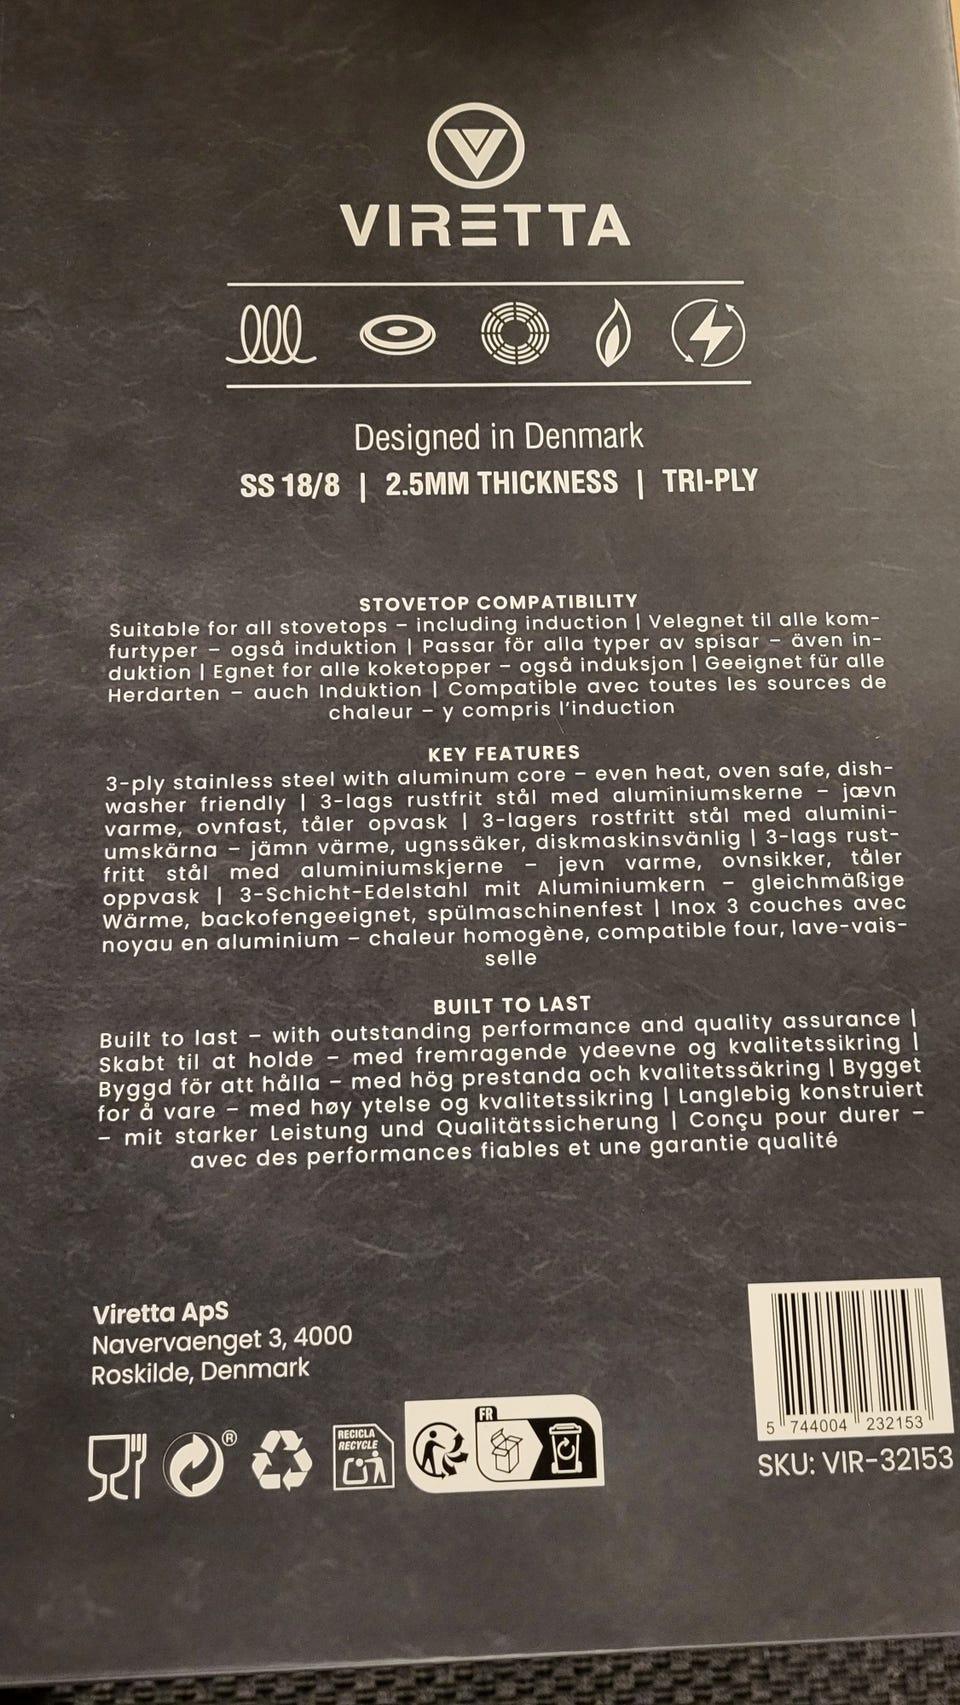 VIRETTA
Designed in Denmark
SS 18/8 | 2.5MM THICKNESS | TRI-PLY
STOVETOP COMPATIBILITY
Suitable for all stovetops – including induction | Velegnet til alle kom-
furtyper – også induktion | Passar för alla typer av spisar – även in-
duktion | Egnet for alle koketopper – også induksjon | Geeignet für alle
Herdarten – auch Induktion | Compatible avec toutes les sources de
chaleur – y compris l'induction
KEY FEATURES
3-ply stainless steel with aluminum core – even heat, oven safe, dish-
washer friendly | 3-lags rustfrit stål med aluminiumskerne – jævn
varme, ovnfast, tåler opvask | 3-lagers rostfritt stål med alumini-
umskärna – jämn värme, ugnssäker, diskmaskinsvänlig | 3-lags rust-
fritt stål med aluminiumskjerne – jevn varme, ovnsikker, tåler
oppvask | 3-Schicht-Edelstahl mit Aluminiumkern – gleichmäßige
Wärme, backofengeeignet, spülmaschinenfest | Inox 3 couches avec
noyau en aluminium – chaleur homogène, compatible four, lave-vais-
selle
BUILT TO LAST
Built to last – with outstanding performance and quality assurance |
Skabt til at holde – med fremragende ydeevne og kvalitetssikring |
Byggd för att hålla – med hög prestanda och kvalitetssäkring | Bygget
for å vare – med høy ytelse og kvalitetssikring | Langlebig konstruiert
– mit starker Leistung und Qualitätssicherung | Conçu pour durer –
avec des performances fiables et une garantie qualité
Viretta ApS
Navervaenget 3, 4000
Roskilde, Denmark
®
RECICLA
RECYCLE
FR
5 744004 232153
SKU: VIR-32153